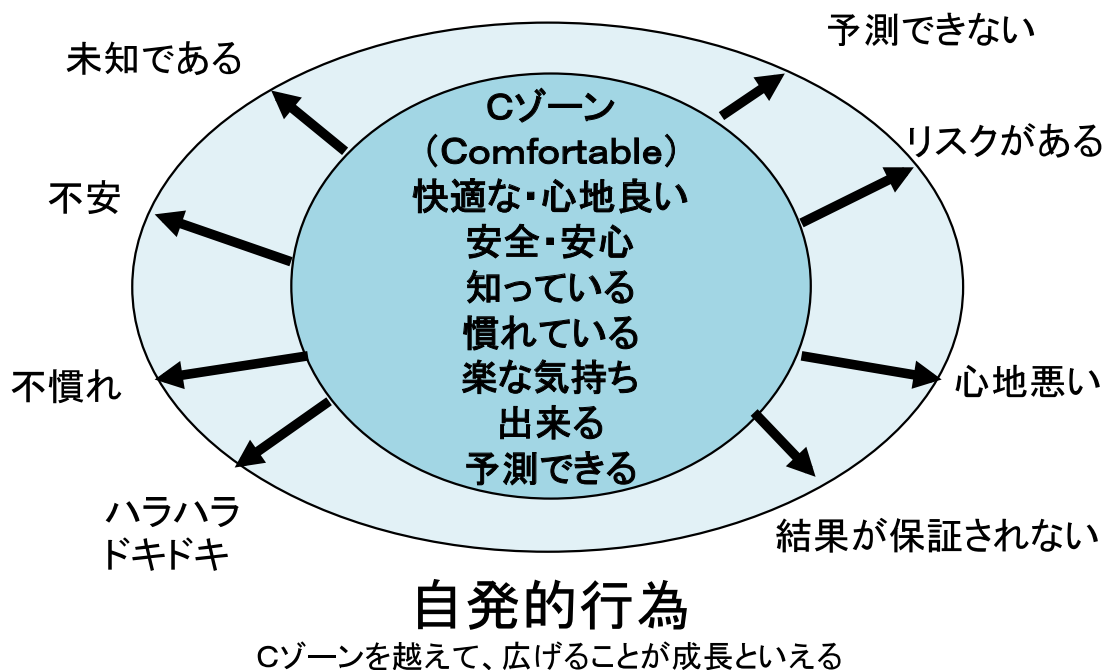 未知である
予測できない
リスクがある
不安
不慣れ
ハラハラ
ドキドキ
心地悪い
結果が保証されない
Cゾーン
（Comfortable）
快適な・心地良い
安全・安心
知っている
慣れている
楽な気持ち
出来る
予測できる
自発的行為
Cゾーンを越えて、広げることが成長といえる